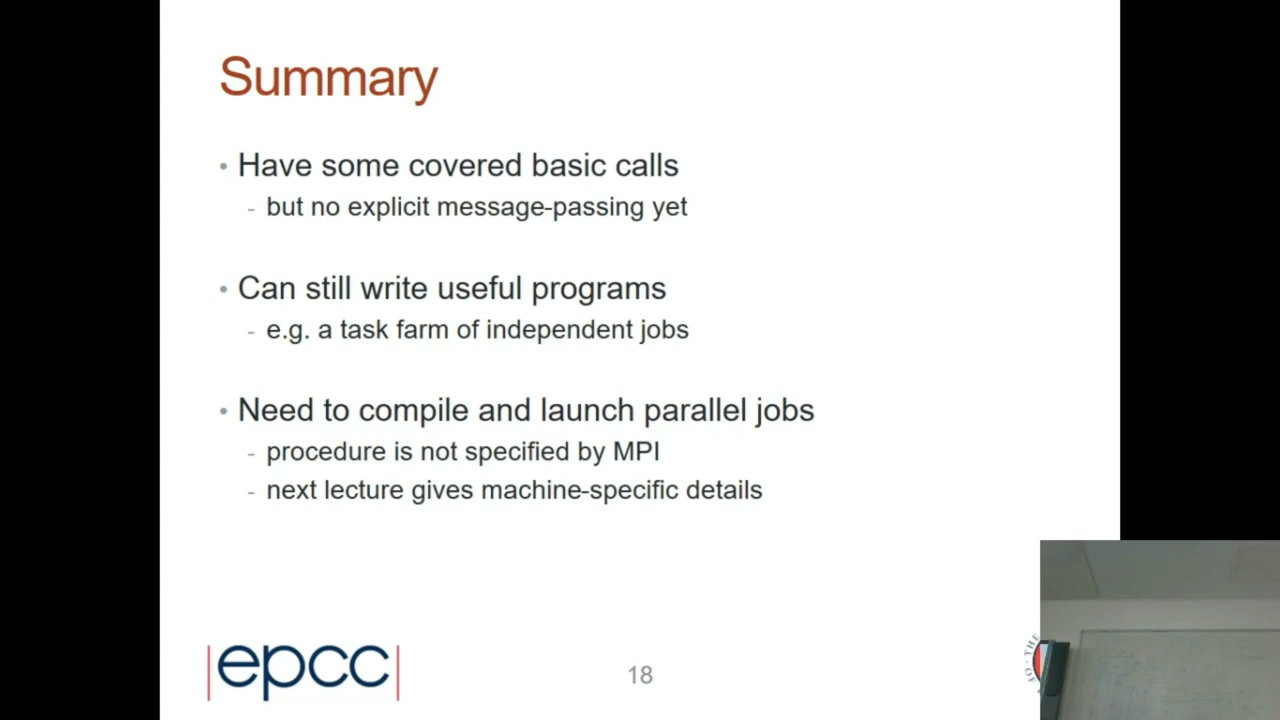 Summary
• Have some covered basic calls
- but no explicit message-passing yet
• Can still write useful programs
- e.g. a task farm of independent jobs
• Need to compile and launch parallel jobs
- procedure is not specified by MPI
- next lecture gives machine-specific details
|epcc|
18
THE
OF